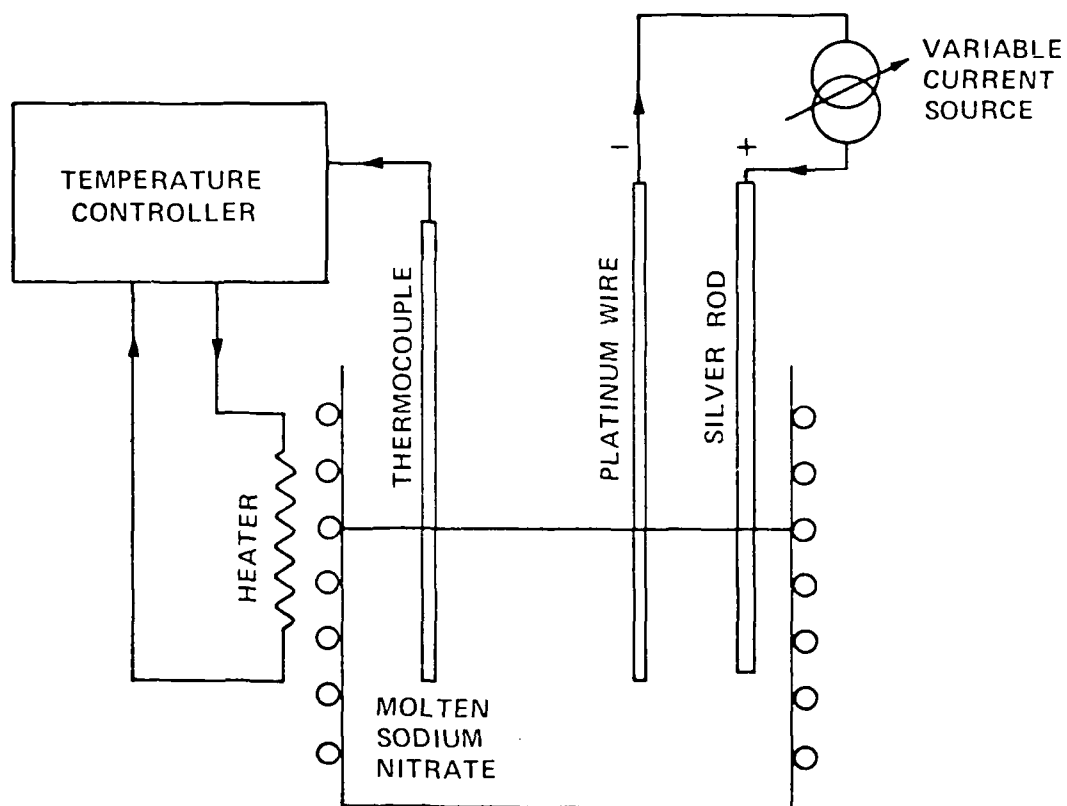 VARIABLE
CURRENT
SOURCE
− +
TEMPERATURE
CONTROLLER
THERMOCOUPLE
PLATINUM WIRE
SILVER ROD
HEATER
MOLTEN
SODIUM
NITRATE